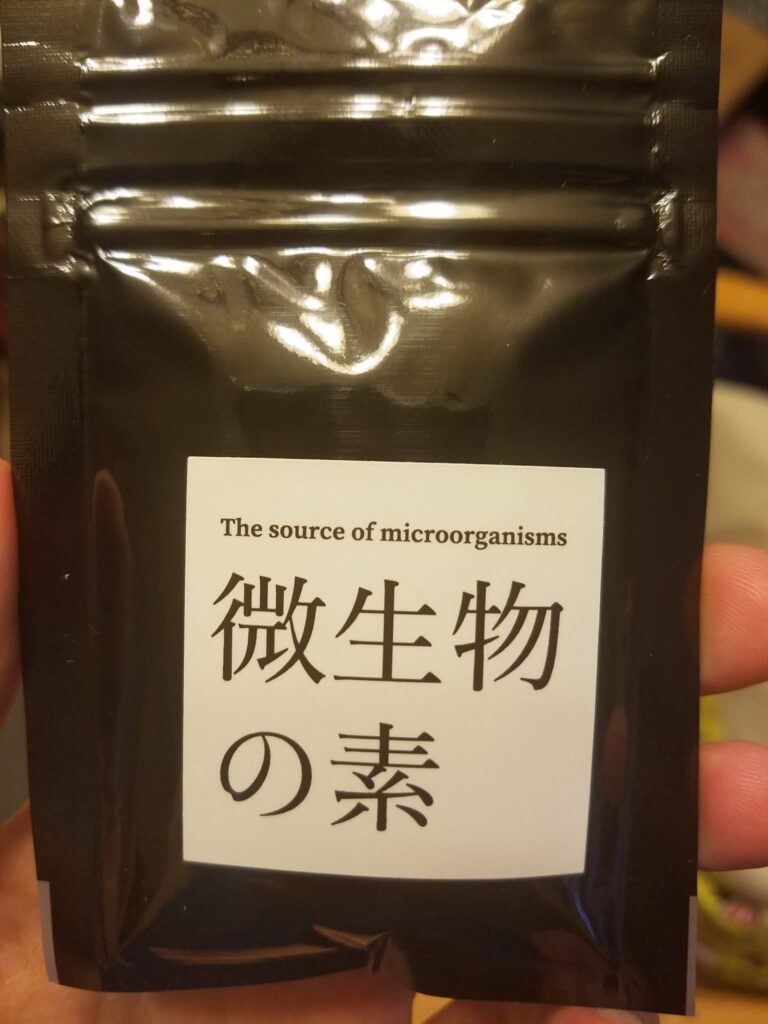 The source of microorganisms
微生物
の素